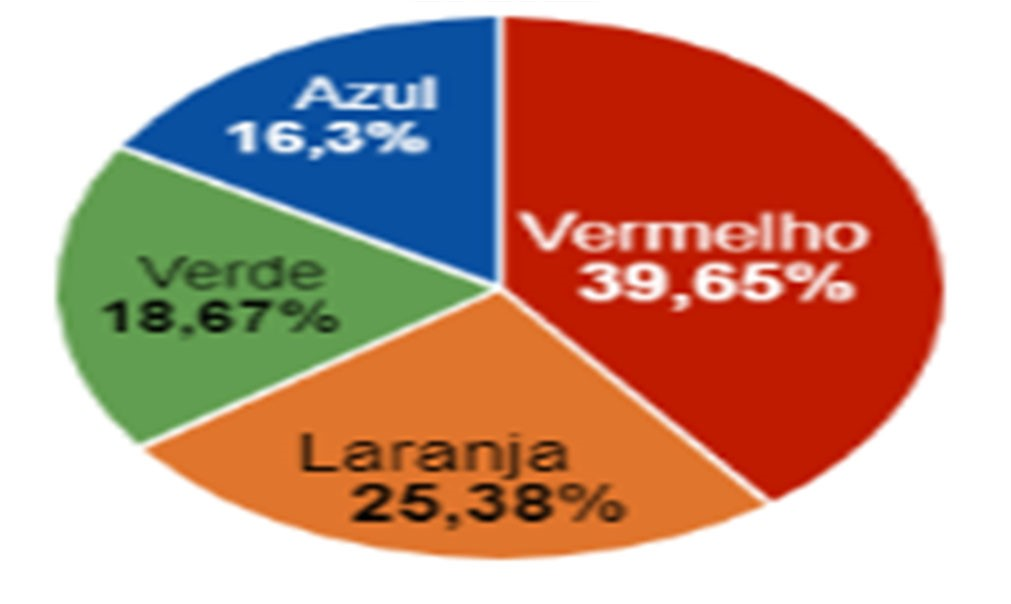 Azul
16,3%
Vermelho
39,65%
Verde
18,67%
Laranja
25,38%